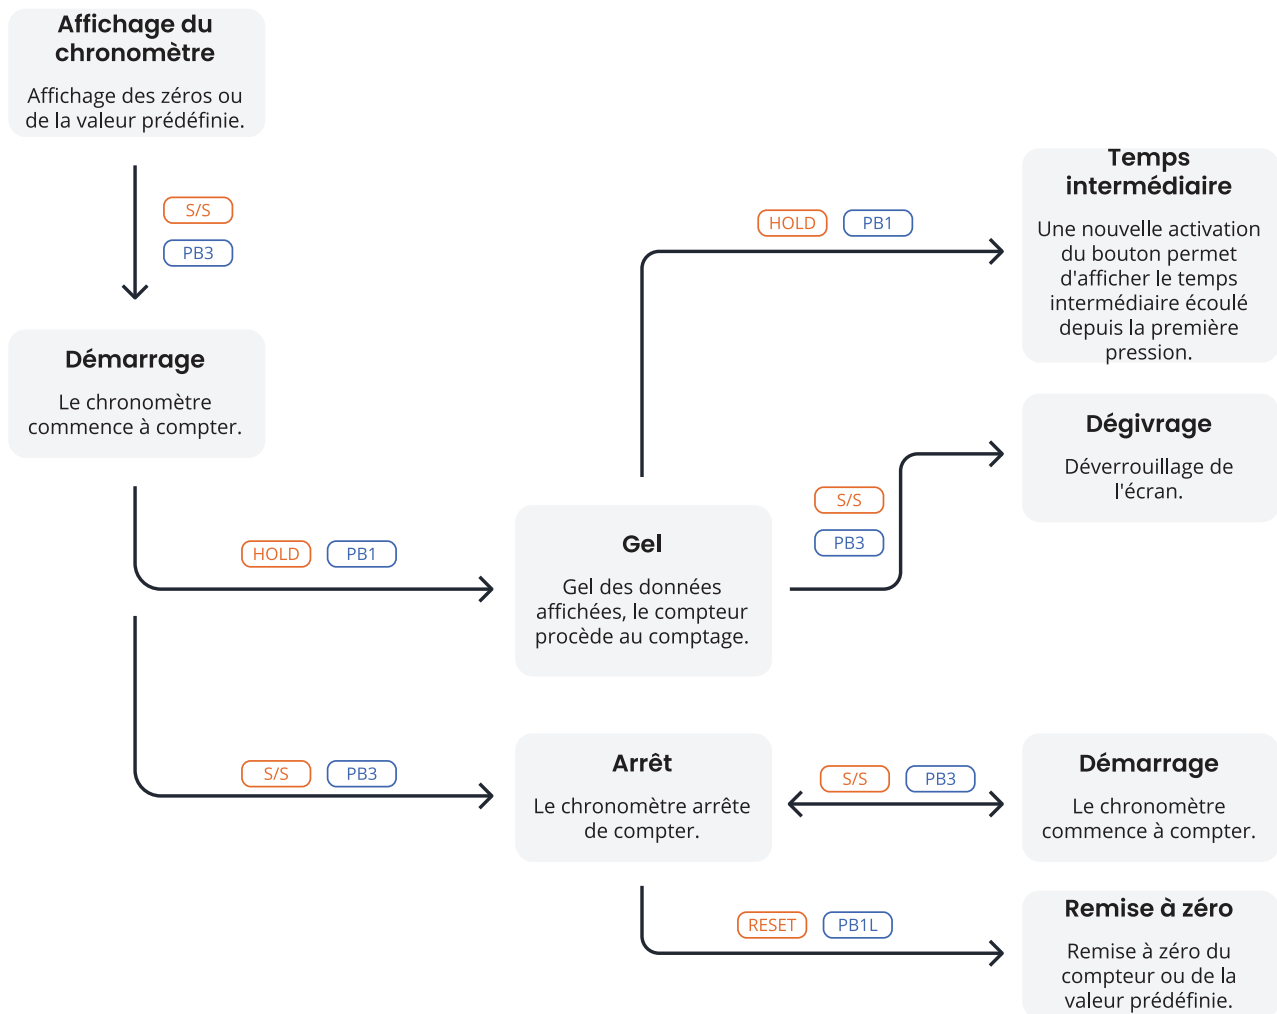 Affichage du
chronomètre
Affichage des zéros ou
de la valeur prédéfinie.
S/S
PB3
Démarrage
Le chronomètre
commence à compter.
HOLD PB1
Temps
intermédiaire
Une nouvelle activation
du bouton permet
d'afficher le temps
intermédiaire écoulé
depuis la première
pression.
HOLD PB1
Gel
Gel des données
affichées, le compteur
procède au comptage.
S/S
PB3
Dégivrage
Déverrouillage de
l'écran.
S/S PB3
Arrêt
Le chronomètre arrête
de compter.
S/S PB3
Démarrage
Le chronomètre
commence à compter.
RESET PB1L
Remise à zéro
Remise à zéro du
compteur ou de la
valeur prédéfinie.